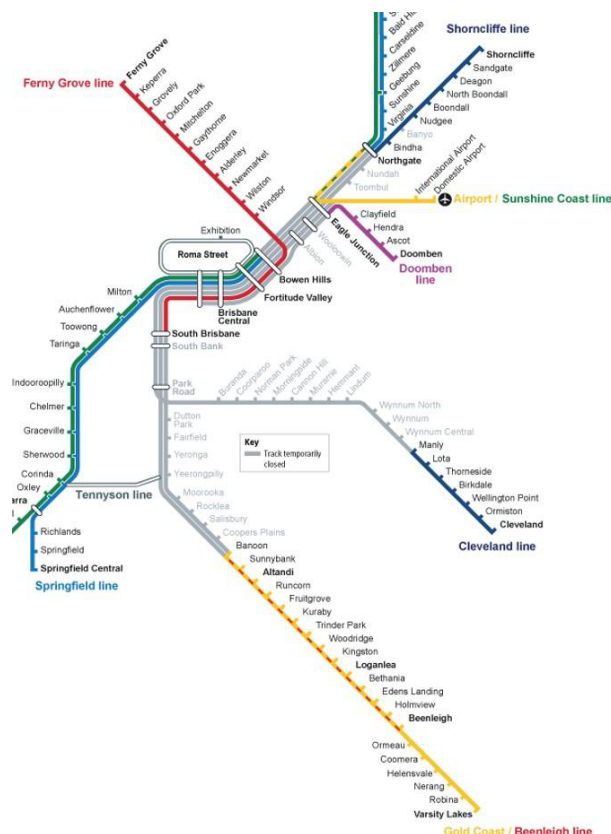 Shorncliffe line
Ferny Grove
Keperra
Grovely
Oxford Park
Mitchelton
Gaythorne
Enoggera
Alderley
Newmarket
Wilston
Windsor
Ferny Grove line
Carseldine
Zillmere
Geebung
Sunshine
Virginia
Shorncliffe
Sandgate
Deagon
North Boondall
Boondall
Nudgee
Banyo
Bindha
Northgate
Nundah
Toombul
International Airport
Domestic Airport
Airport / Sunshine Coast line
Eagle Junction
Clayfield
Hendra
Ascot
Doomben
Doomben
line
Wooloowin
Albion
Exhibition
Roma Street
Bowen Hills
Fortitude Valley
Brisbane
Central
Milton
Auchenflower
Toowong
Taringa
Indooroopilly
Chelmer
Graceville
Sherwood
Corinda
Oxley
Richlands
Springfield
Springfield Central
Springfield line
Tennyson line
South Brisbane
South Bank
Park
Road
Buranda
Coorparoo
Norman Park
Morningside
Cannon Hill
Murarrie
Hemmant
Lindum
Wynnum North
Wynnum
Wynnum Central
Manly
Lota
Thorneside
Birkdale
Wellington Point
Ormiston
Cleveland
Cleveland line
Key
Track temporarily
closed
Dutton
Park
Fairfield
Yeronga
Yeerongpilly
Moorooka
Rocklea
Salisbury
Coopers Plains
Banoon
Sunnybank
Altandi
Runcorn
Fruitgrove
Kuraby
Trinder Park
Woodridge
Kingston
Loganlea
Bethania
Edens Landing
Holmview
Beenleigh
Ormeau
Coomera
Helensvale
Nerang
Robina
Varsity Lakes
Gold Coast / Beenleigh line